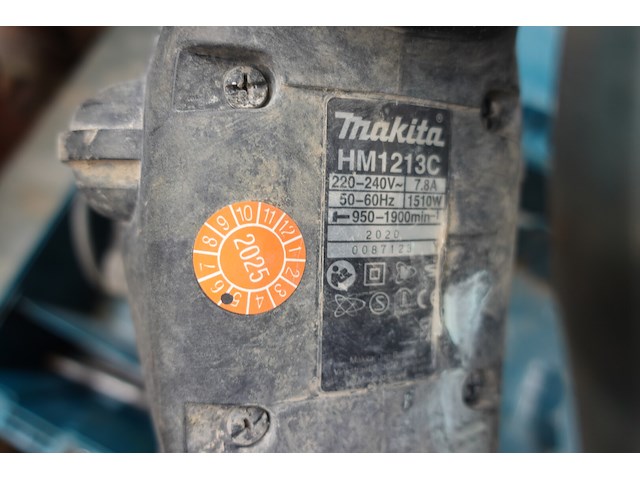 makita
HM1213C
220-240V~ 7.8A
50-60Hz 1510W
950-1900min⁻¹
2020
0087123
2025
1 2 3 4 5 6 7 8 9 10 11 12